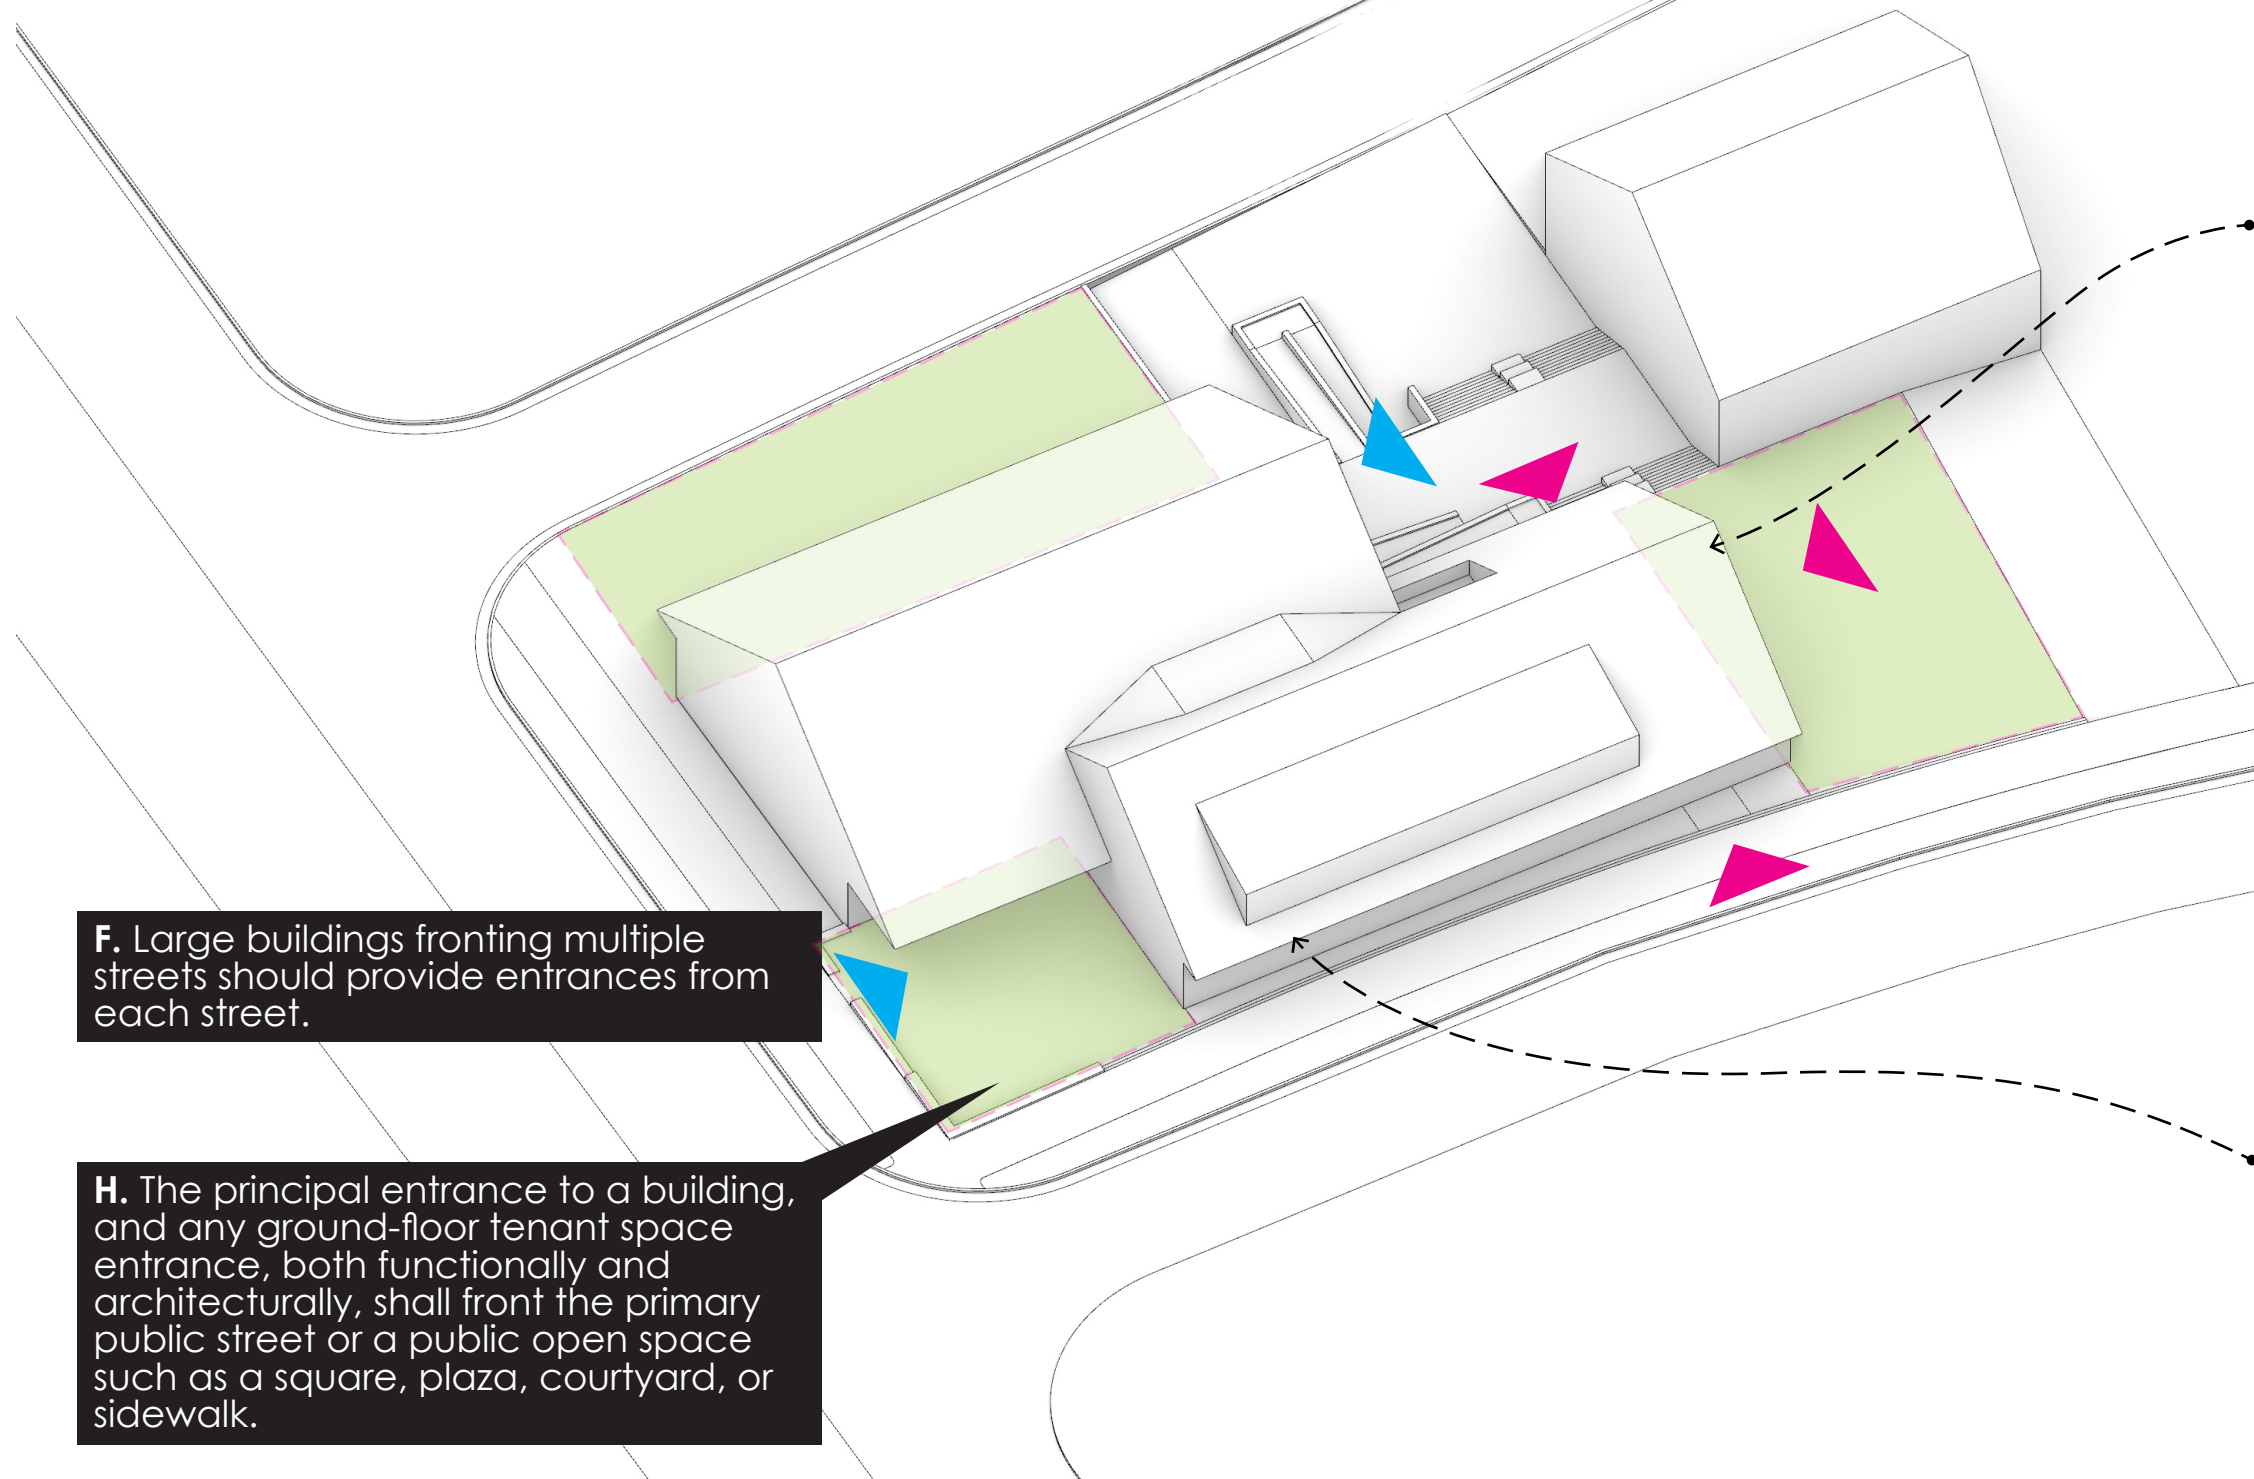 F. Large buildings fronting multiple
streets should provide entrances from
each street.
H. The principal entrance to a building,
and any ground-floor tenant space
entrance, both functionally and
architecturally, shall front the primary
public street or a public open space
such as a square, plaza, courtyard, or
sidewalk.